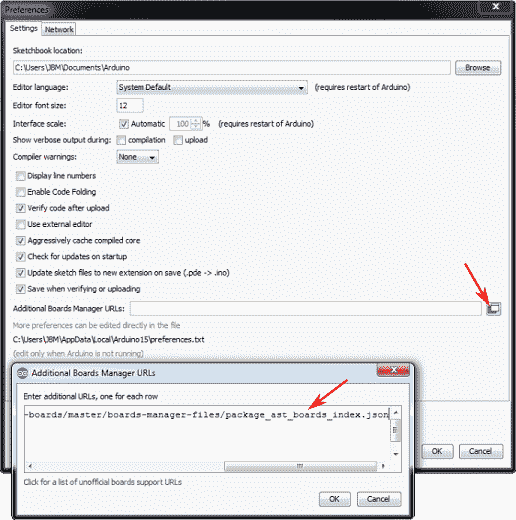 Preferences
Settings Network
Sketchbook location:
C:\Users\JBM\Documents\Arduino Browse
Editor language: System Default (requires restart of Arduino)
Editor font size: 12
Interface scale: Automatic 100 % (requires restart of Arduino)
Show verbose output during: compilation upload
Compiler warnings: None
Display line numbers
Enable Code Folding
Verify code after upload
Use external editor
Aggressively cache compiled core
Check for updates on startup
Update sketch files to new extension on save (.pde -> .ino)
Save when verifying or uploading
Additional Boards Manager URLs:
More preferences can be edited directly in the file
C:\Users\JBM\AppData\Local\Arduino15\preferences.txt
(edit only when Arduino is not running)
OK Cancel
Additional Boards Manager URLs
Enter additional URLs, one for each row
-boards/master/boards-manager-files/package_ast_boards_index.json
Click for a list of unofficial boards support URLs
OK Cancel